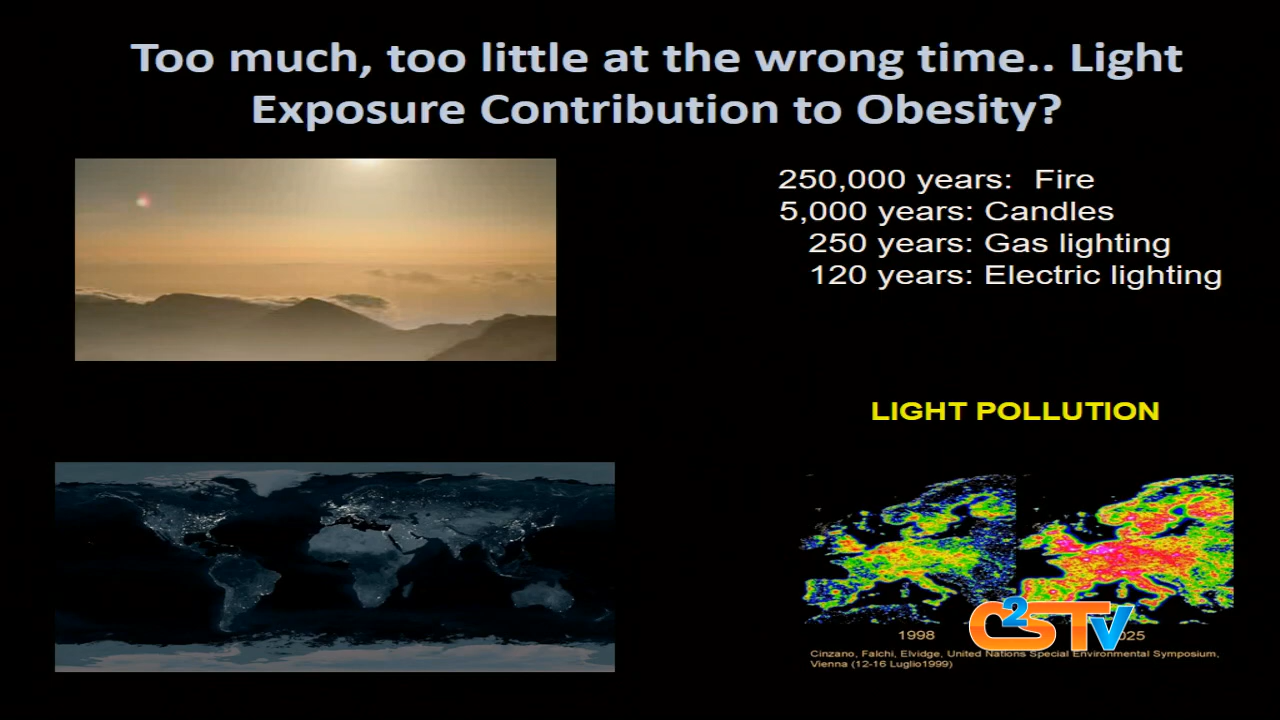 Too much, too little at the wrong time.. Light
Exposure Contribution to Obesity?
250,000 years: Fire
5,000 years: Candles
250 years: Gas lighting
120 years: Electric lighting
LIGHT POLLUTION
1998
025
C2STV
Cinzano, Falchi, Elvidge, United Nations Special Environmental Symposium,
Vienna (12-16 Luglio1999)